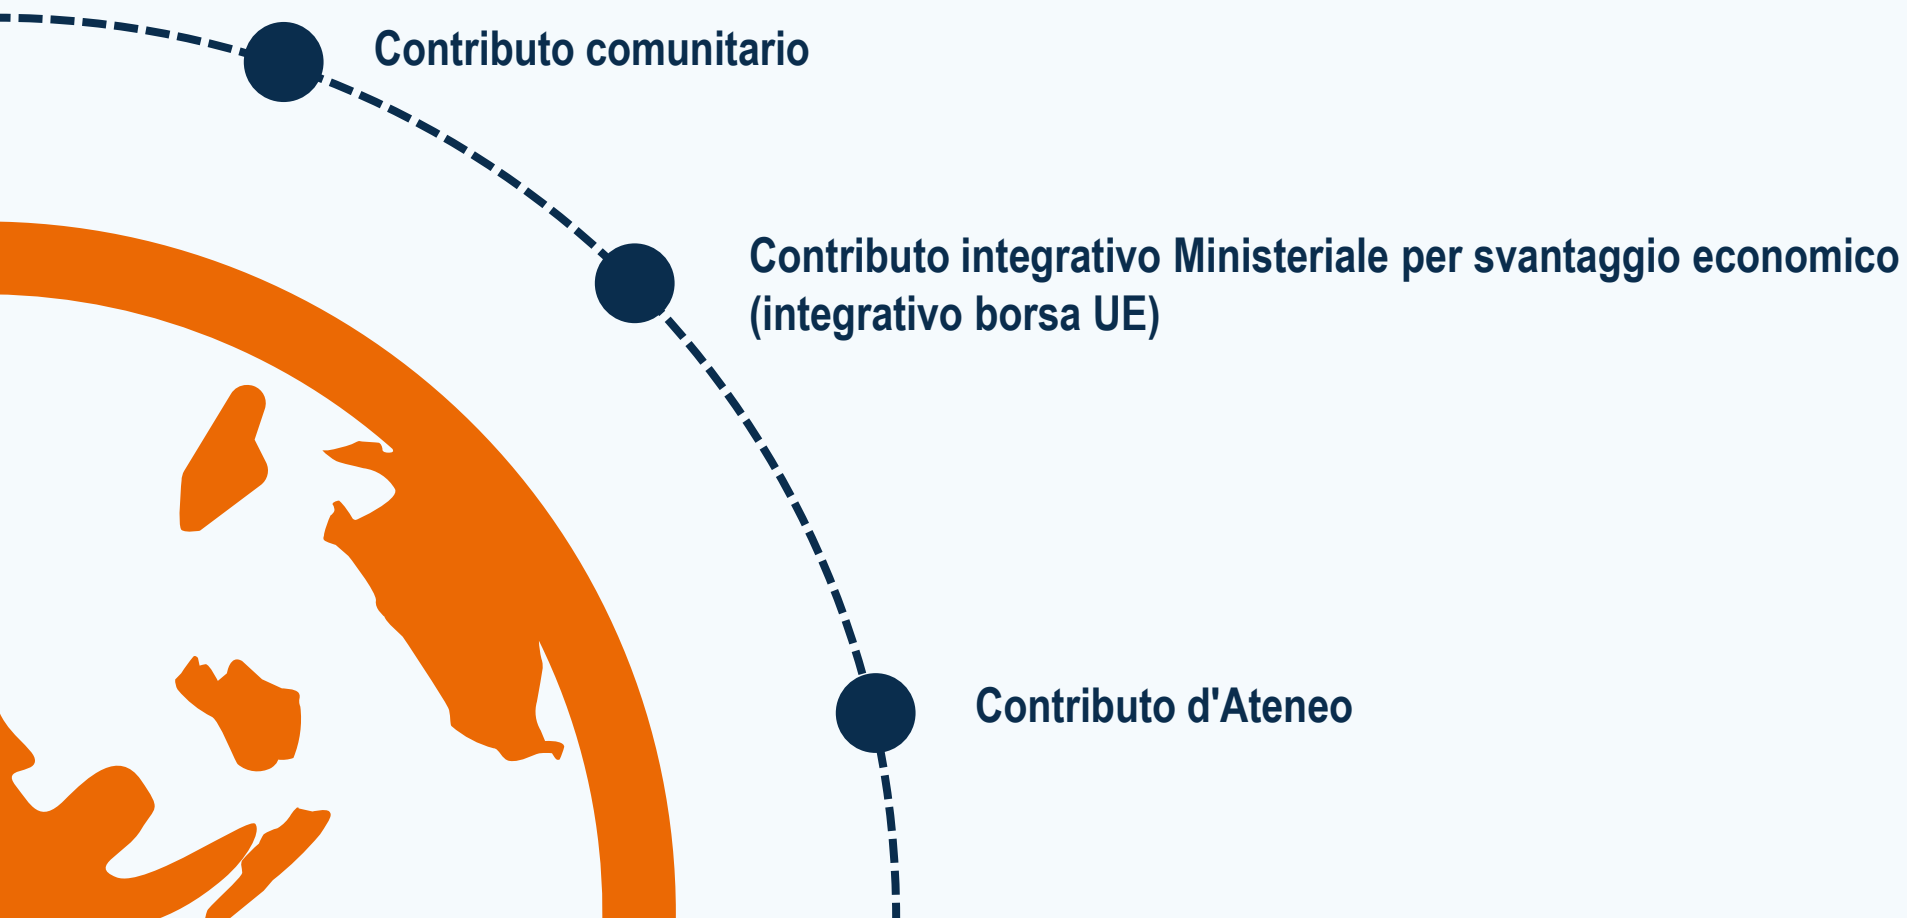 Contributo comunitario
Contributo integrativo Ministeriale per svantaggio economico
(integrativo borsa UE)
Contributo d'Ateneo